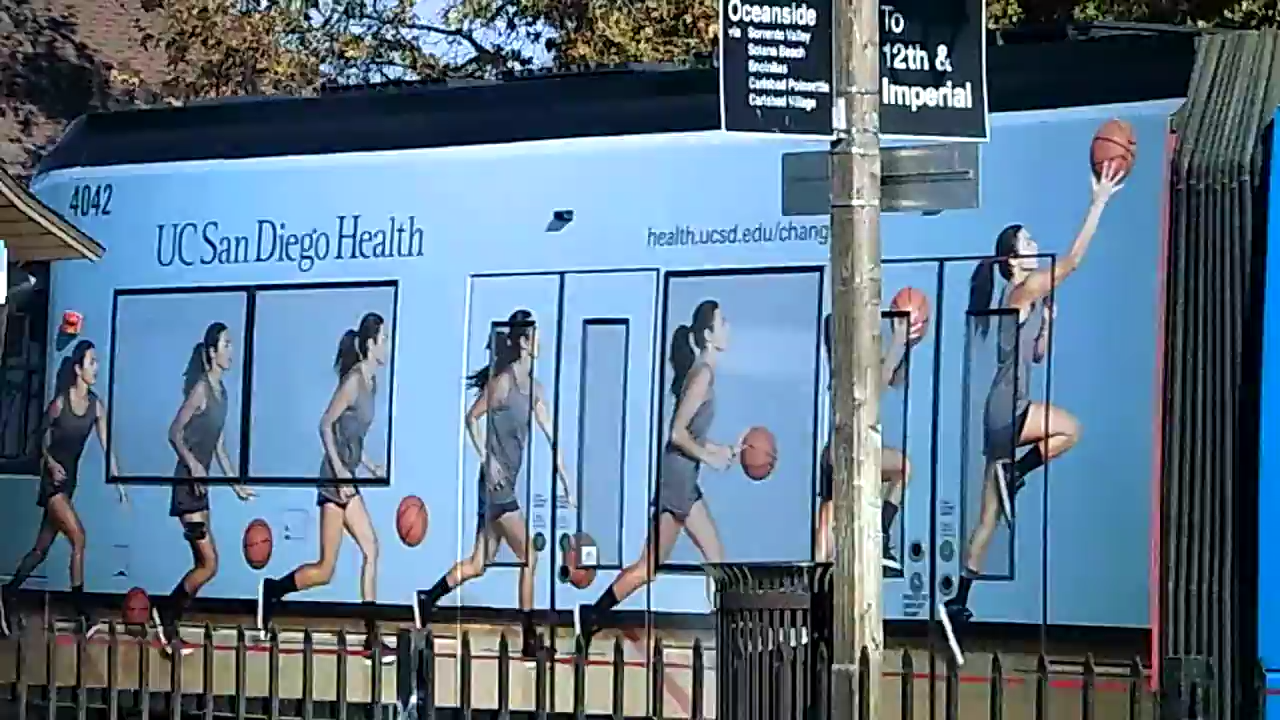 Oceanside
via Sorrento Valley
Solana Beach
Encinitas
Carlsbad Poinsettia
Carlsbad Village
To
12th &
Imperial
4042
UC San Diego Health
health.ucsd.edu/chang